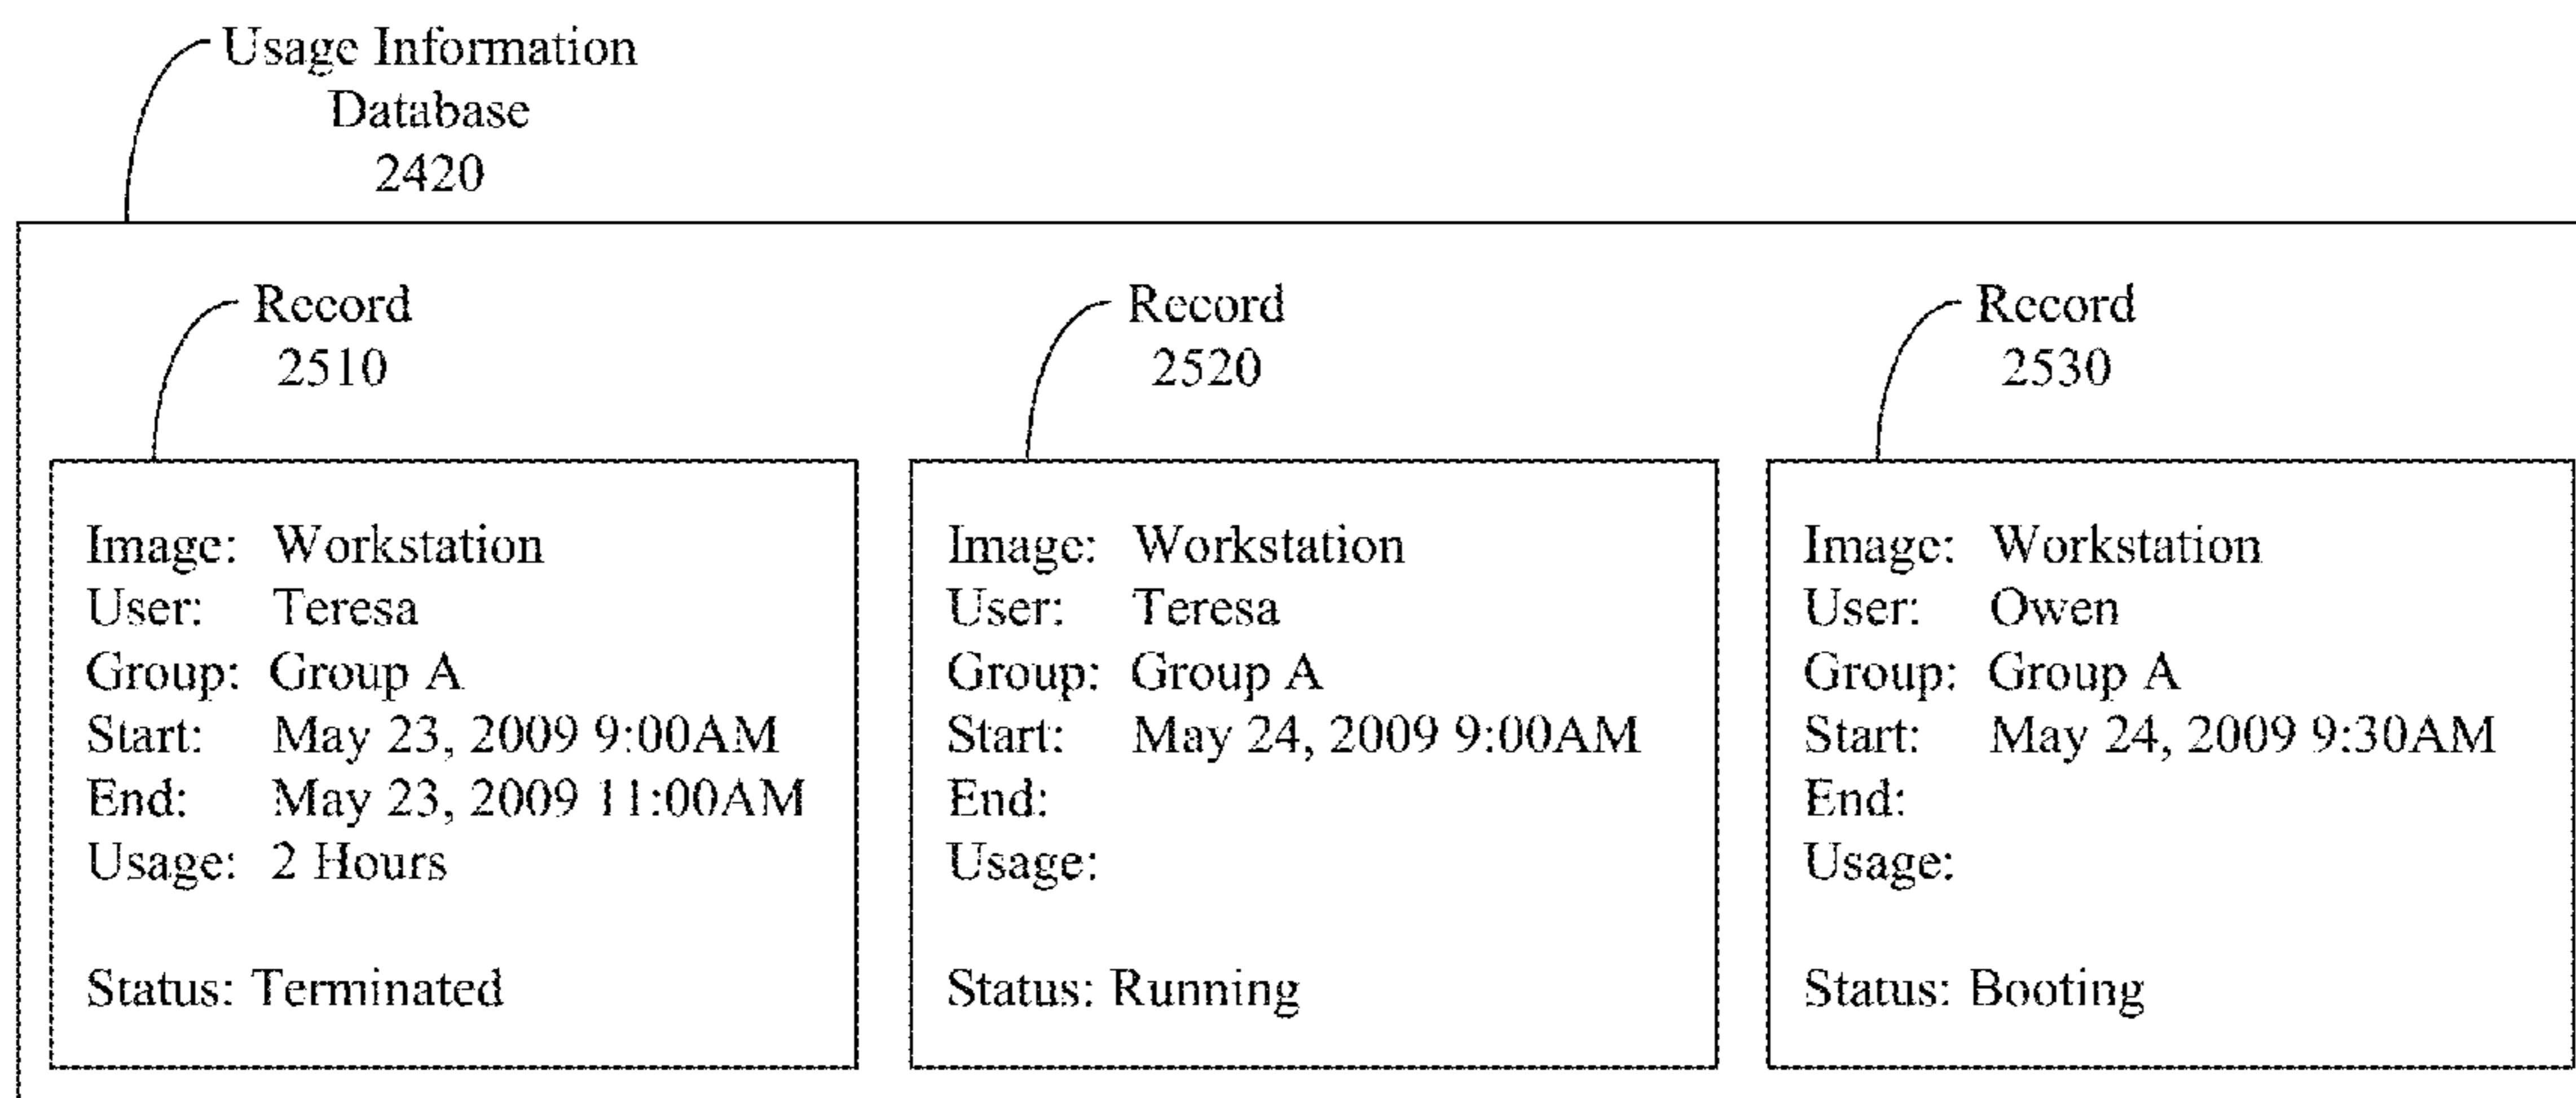 Usage Information
Database
2420
Record
2510
Record
2520
Record
2530
Image: Workstation
User: Teresa
Group: Group A
Start: May 23, 2009 9:00AM
End: May 23, 2009 11:00AM
Usage: 2 Hours
Status: Terminated
Image: Workstation
User: Teresa
Group: Group A
Start: May 24, 2009 9:00AM
End:
Usage:
Status: Running
Image: Workstation
User: Owen
Group: Group A
Start: May 24, 2009 9:30AM
End:
Usage:
Status: Booting